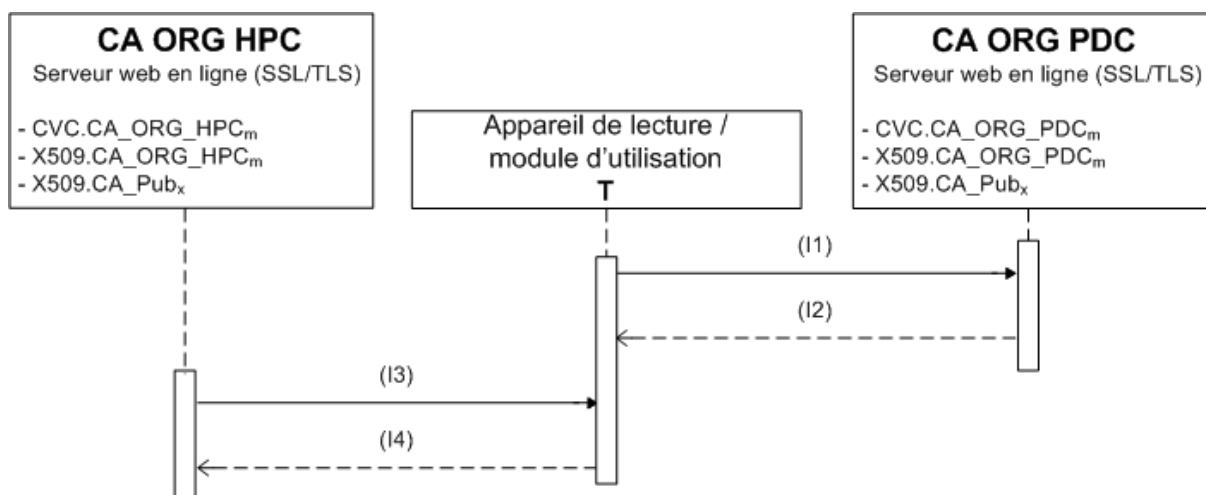 CA ORG HPC
Serveur web en ligne (SSL/TLS)
- CVC.CA_ORG_HPCₘ
- X509.CA_ORG_HPCₘ
- X509.CA_Pubₓ
Appareil de lecture /
module d'utilisation
T
CA ORG PDC
Serveur web en ligne (SSL/TLS)
- CVC.CA_ORG_PDCₘ
- X509.CA_ORG_PDCₘ
- X509.CA_Pubₓ
(I1)
(I2)
(I3)
(I4)